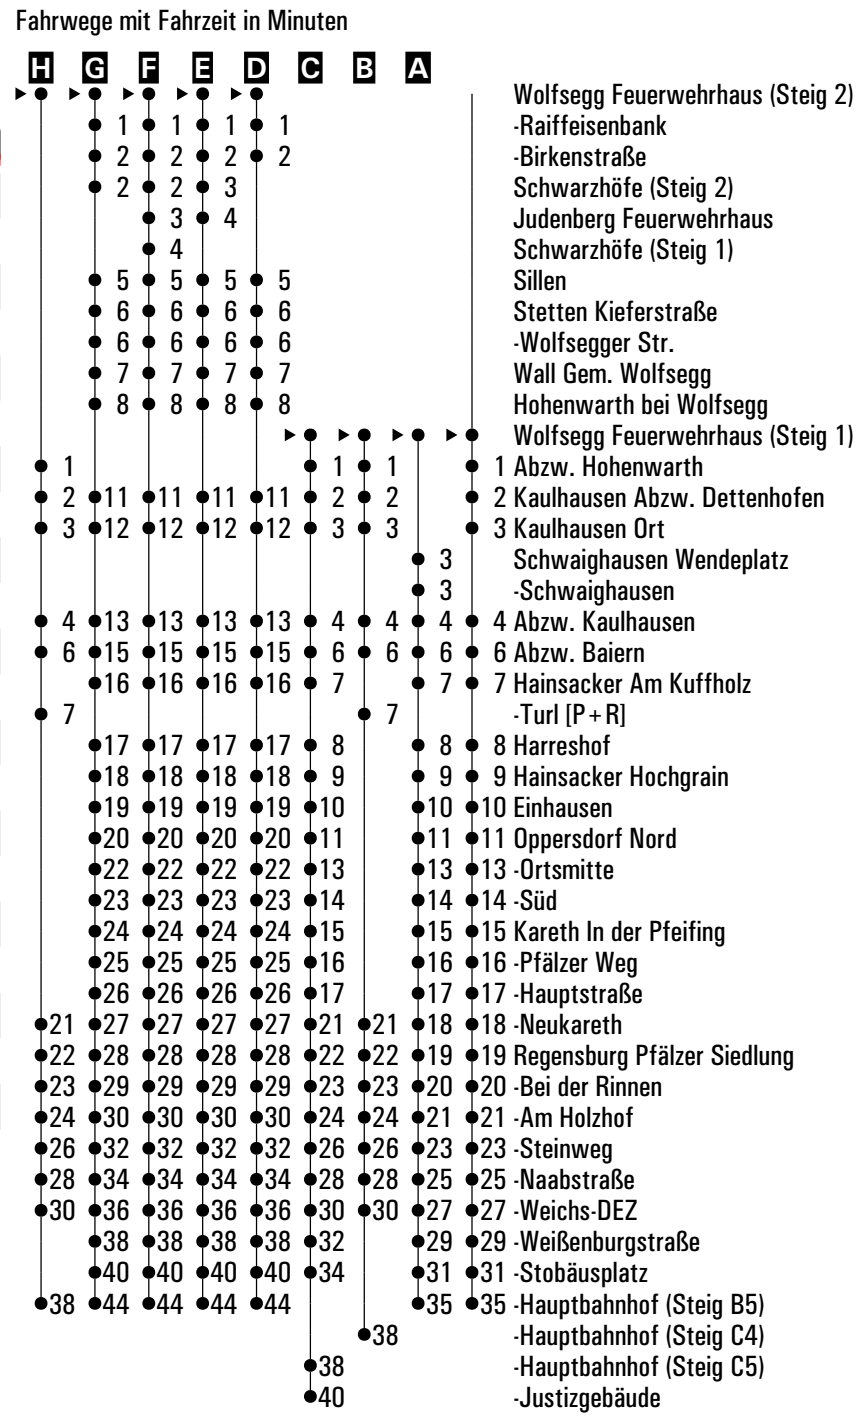 Fahrwege mit Fahrzeit in Minuten
H G F E D C B A
Wolfsegg Feuerwehrhaus (Steig 2)
1 1 1 1 -Raiffeisenbank
2 2 2 2 -Birkenstraße
2 2 3 Schwarzhöfe (Steig 2)
3 4 Judenberg Feuerwehrhaus
4 Schwarzhöfe (Steig 1)
5 5 5 5 Sillen
6 6 6 6 Stetten Kieferstraße
6 6 6 6 -Wolfsegger Str.
7 7 7 7 Wall Gem. Wolfsegg
8 8 8 8 Hohenwarth bei Wolfsegg
Wolfsegg Feuerwehrhaus (Steig 1)
1 1 1 1 Abzw. Hohenwarth
2 11 11 11 11 2 2 2 Kaulhausen Abzw. Dettenhofen
3 12 12 12 12 3 3 3 Kaulhausen Ort
3 Schwaighausen Wendeplatz
3 -Schwaighausen
4 13 13 13 13 4 4 4 4 Abzw. Kaulhausen
6 15 15 15 15 6 6 6 6 Abzw. Baiern
16 16 16 16 7 7 7 Hainsacker Am Kuffholz
7 7 -Turl [P+R]
17 17 17 17 8 8 8 Harreshof
18 18 18 18 9 9 9 Hainsacker Hochgrain
19 19 19 19 10 10 10 Einhausen
20 20 20 20 11 11 11 Oppersdorf Nord
22 22 22 22 13 13 13 -Ortsmitte
23 23 23 23 14 14 14 -Süd
24 24 24 24 15 15 15 Kareth In der Pfeifing
25 25 25 25 16 16 16 -Pfälzer Weg
26 26 26 26 17 17 17 -Hauptstraße
21 27 27 27 27 21 21 18 18 -Neukareth
22 28 28 28 28 22 22 19 19 Regensburg Pfälzer Siedlung
23 29 29 29 29 23 23 20 20 -Bei der Rinnen
24 30 30 30 30 24 24 21 21 -Am Holzhof
26 32 32 32 32 26 26 23 23 -Steinweg
28 34 34 34 34 28 28 25 25 -Naabstraße
30 36 36 36 36 30 30 27 27 -Weichs-DEZ
38 38 38 38 32 29 29 -Weißenburgstraße
40 40 40 40 34 31 31 -Stobäusplatz
38 44 44 44 44 35 35 -Hauptbahnhof (Steig B5)
38 -Hauptbahnhof (Steig C4)
38 -Hauptbahnhof (Steig C5)
40 -Justizgebäude